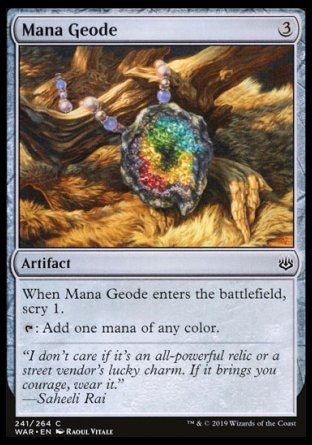 Mana Geode 3
Artifact
When Mana Geode enters the battlefield,
scry 1.
: Add one mana of any color.
“I don't care if it's an all-powerful relic or a
street vendor's lucky charm. If it brings you
courage, wear it.”
—Saheeli Rai
241/264 C
WAR • EN Raoul Vitale
™ & © 2019 Wizards of the Coast